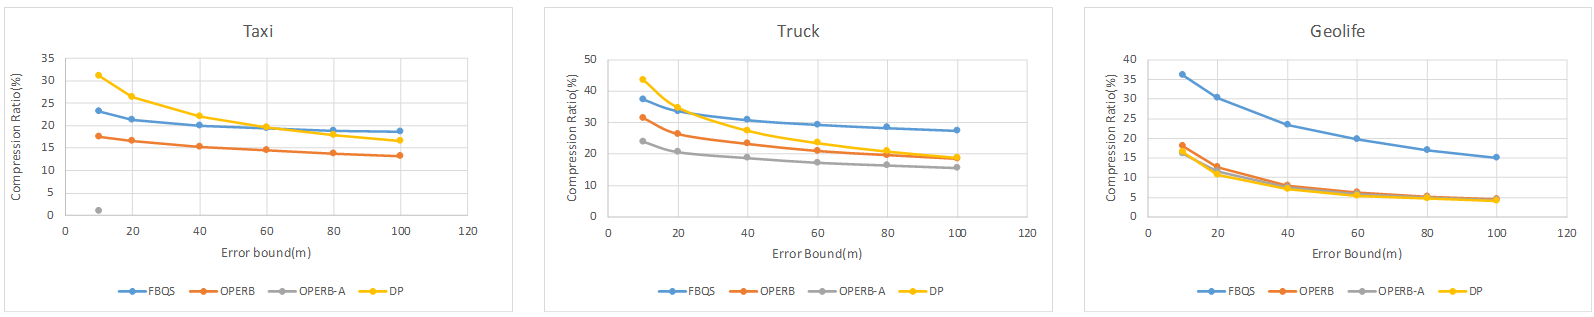 Taxi
Compression Ratio(%)
35
30
25
20
15
10
5
0
0 20 40 60 80 100 120
Error bound(m)
FBQS OPERB OPERB-A DP
Truck
Compression Ratio(%)
50
40
30
20
10
0
0 20 40 60 80 100 120
Error Bound(m)
FBQS OPERB OPERB-A DP
Geolife
Compression Ratio(%)
40
35
30
25
20
15
10
5
0
0 20 40 60 80 100 120
Error Bound(m)
FBQS OPERB OPERB-A DP